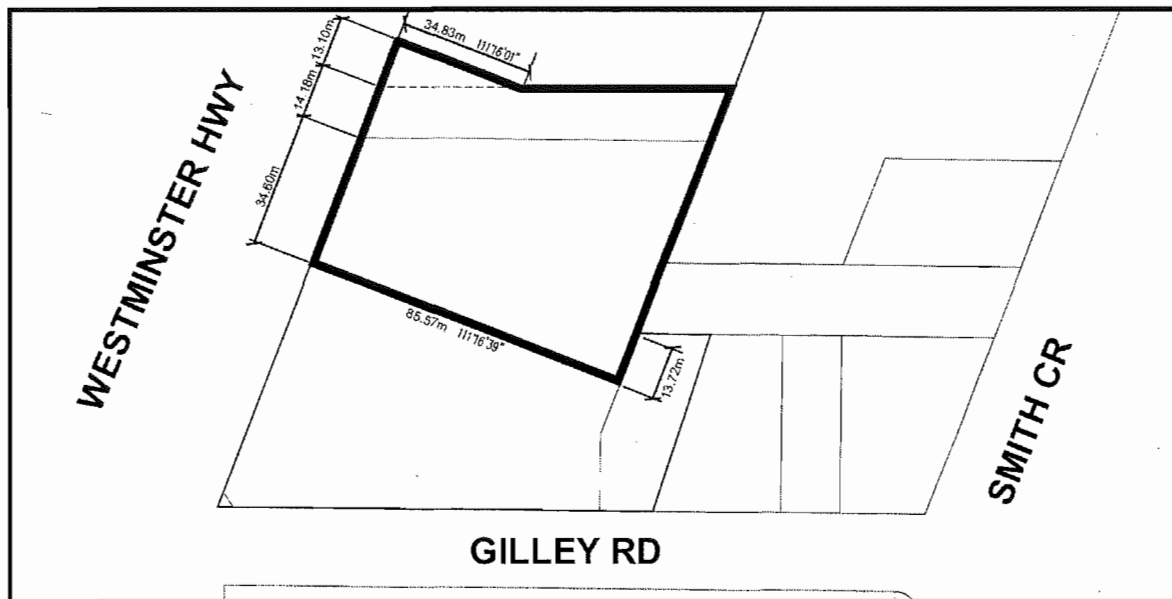 13.10m
34.83m 111°16'01"
14.18m
34.60m
WESTMINSTER HWY
85.57m 111°16'39"
13.72m
SMITH CR
GILLEY RD